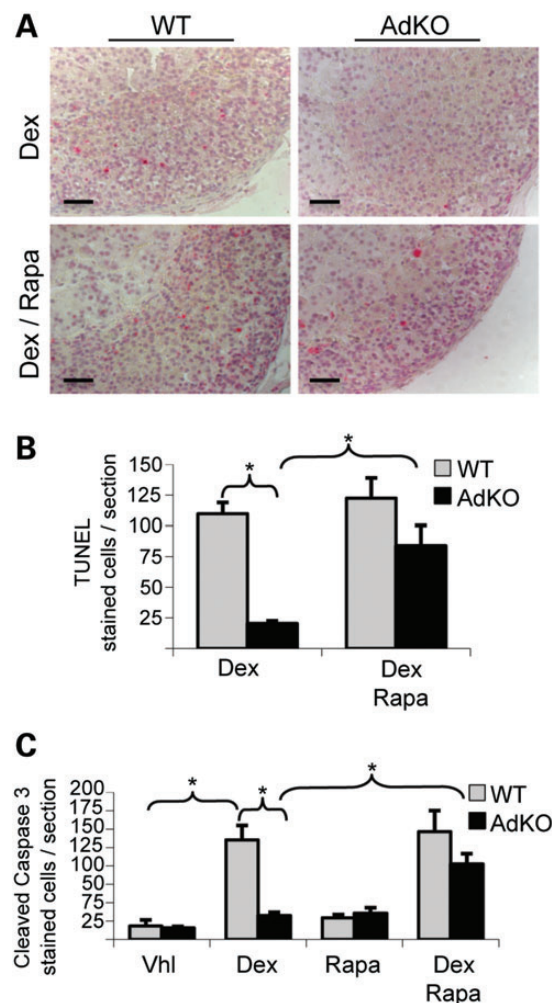 A
WT
AdKO
Dex
Dex / Rapa
B
TUNEL
stained cells / section
150
125
100
75
50
25
*
*
WT
AdKO
Dex
Dex
Rapa
C
Cleaved Caspase 3
stained cells / section
200
175
150
125
100
75
50
25
*
*
*
WT
AdKO
Vhl
Dex
Rapa
Dex
Rapa